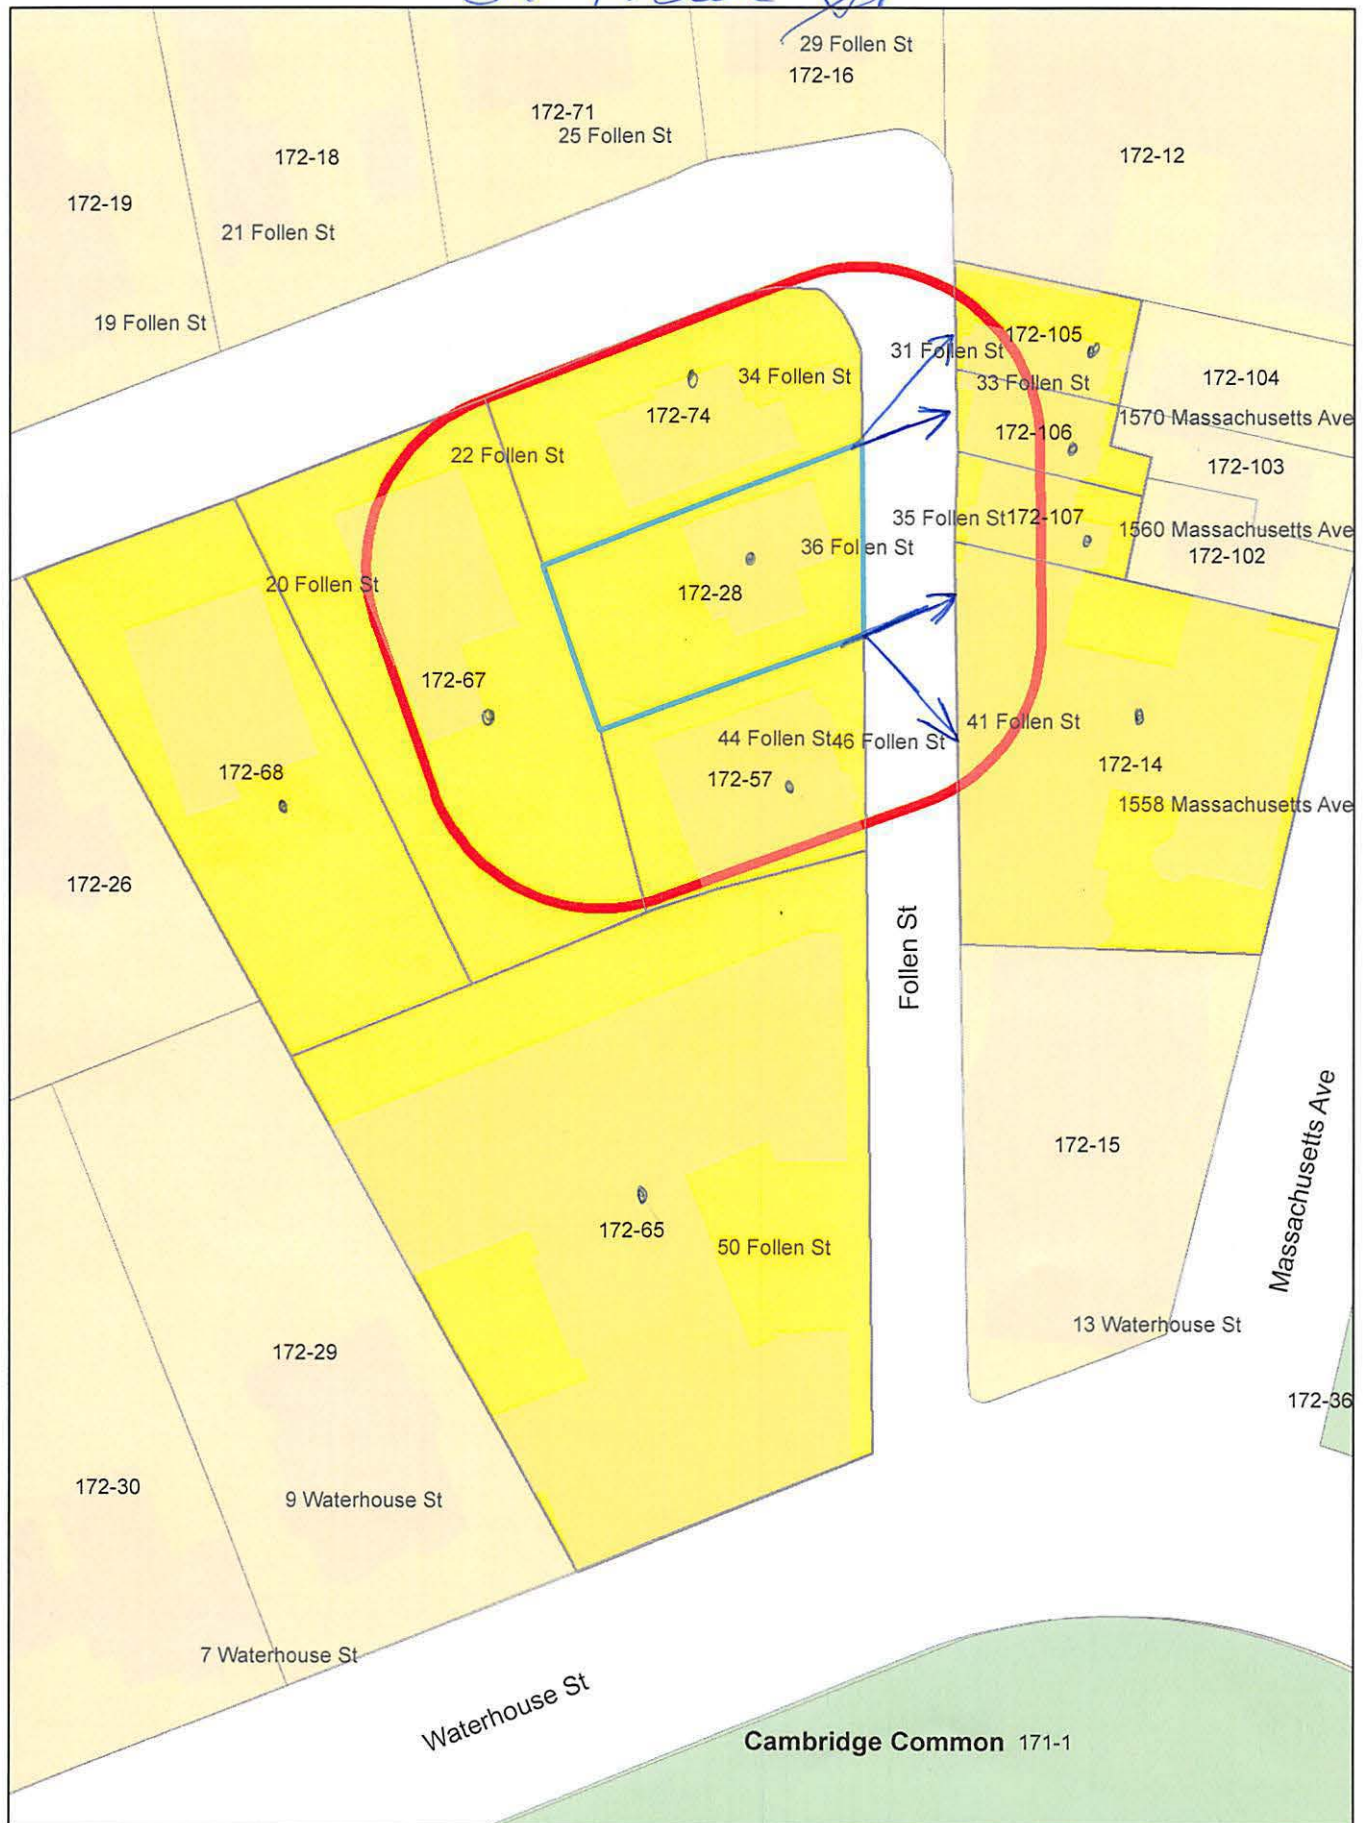 29 Follen St
172-16
172-71
25 Follen St
172-18
172-12
172-19
21 Follen St
19 Follen St
172-105
31 Follen St
34 Follen St
33 Follen St
172-104
172-74
1570 Massachusetts Ave
172-106
22 Follen St
172-103
35 Follen St
172-107
1560 Massachusetts Ave
36 Follen St
172-102
20 Follen St
172-28
172-67
41 Follen St
44 Follen St
46 Follen St
172-14
172-68
172-57
1558 Massachusetts Ave
172-26
Follen St
172-15
Massachusetts Ave
172-65
50 Follen St
13 Waterhouse St
172-29
172-36
172-30
9 Waterhouse St
7 Waterhouse St
Waterhouse St
Cambridge Common 171-1